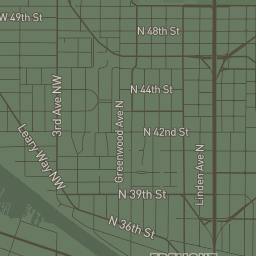 W 49th St
N 48th St
3rd Ave NW
N 44th St
Greenwood Ave N
N 42nd St
Leary Way NW
Linden Ave N
N 39th St
N 36th St
FREMONT